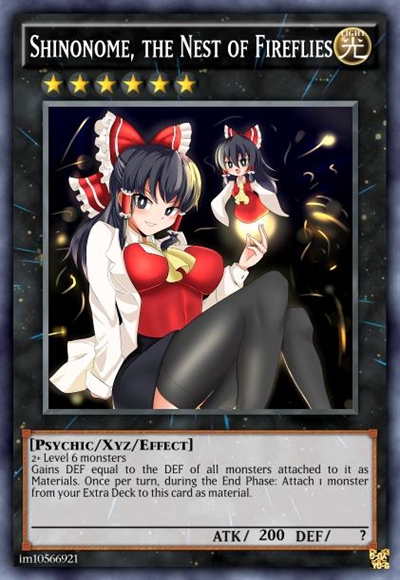 Shinonome, the Nest of Fireflies
LIGHT
光
[Psychic/Xyz/Effect]
2+ Level 6 monsters
Gains DEF equal to the DEF of all monsters attached to it as
Materials. Once per turn, during the End Phase: Attach 1 monster
from your Extra Deck to this card as material.
ATK/ 200 DEF/ ?
im10566921